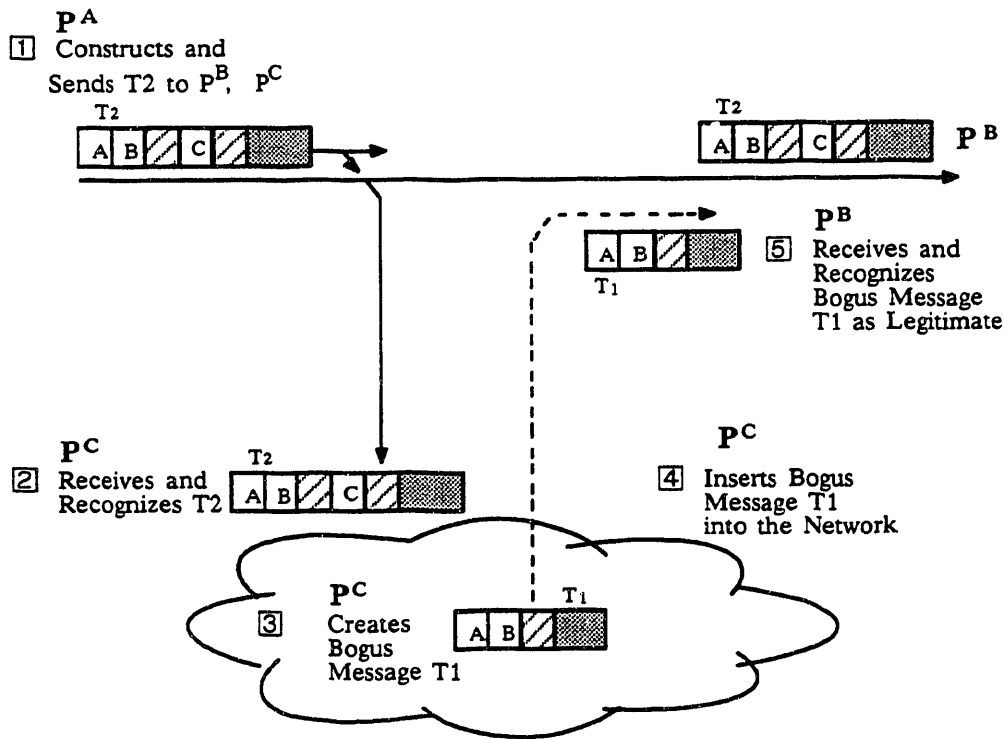 P^A
1 Constructs and
Sends T2 to P^B, P^C
T2
A B C
T2
A B C
P^B
P^B
5 Receives and
Recognizes
Bogus Message
T1 as Legitimate
A B
T1
P^C
2 Receives and
Recognizes T2
T2
A B C
P^C
4 Inserts Bogus
Message T1
into the Network
P^C
3 Creates
Bogus
Message T1
T1
A B